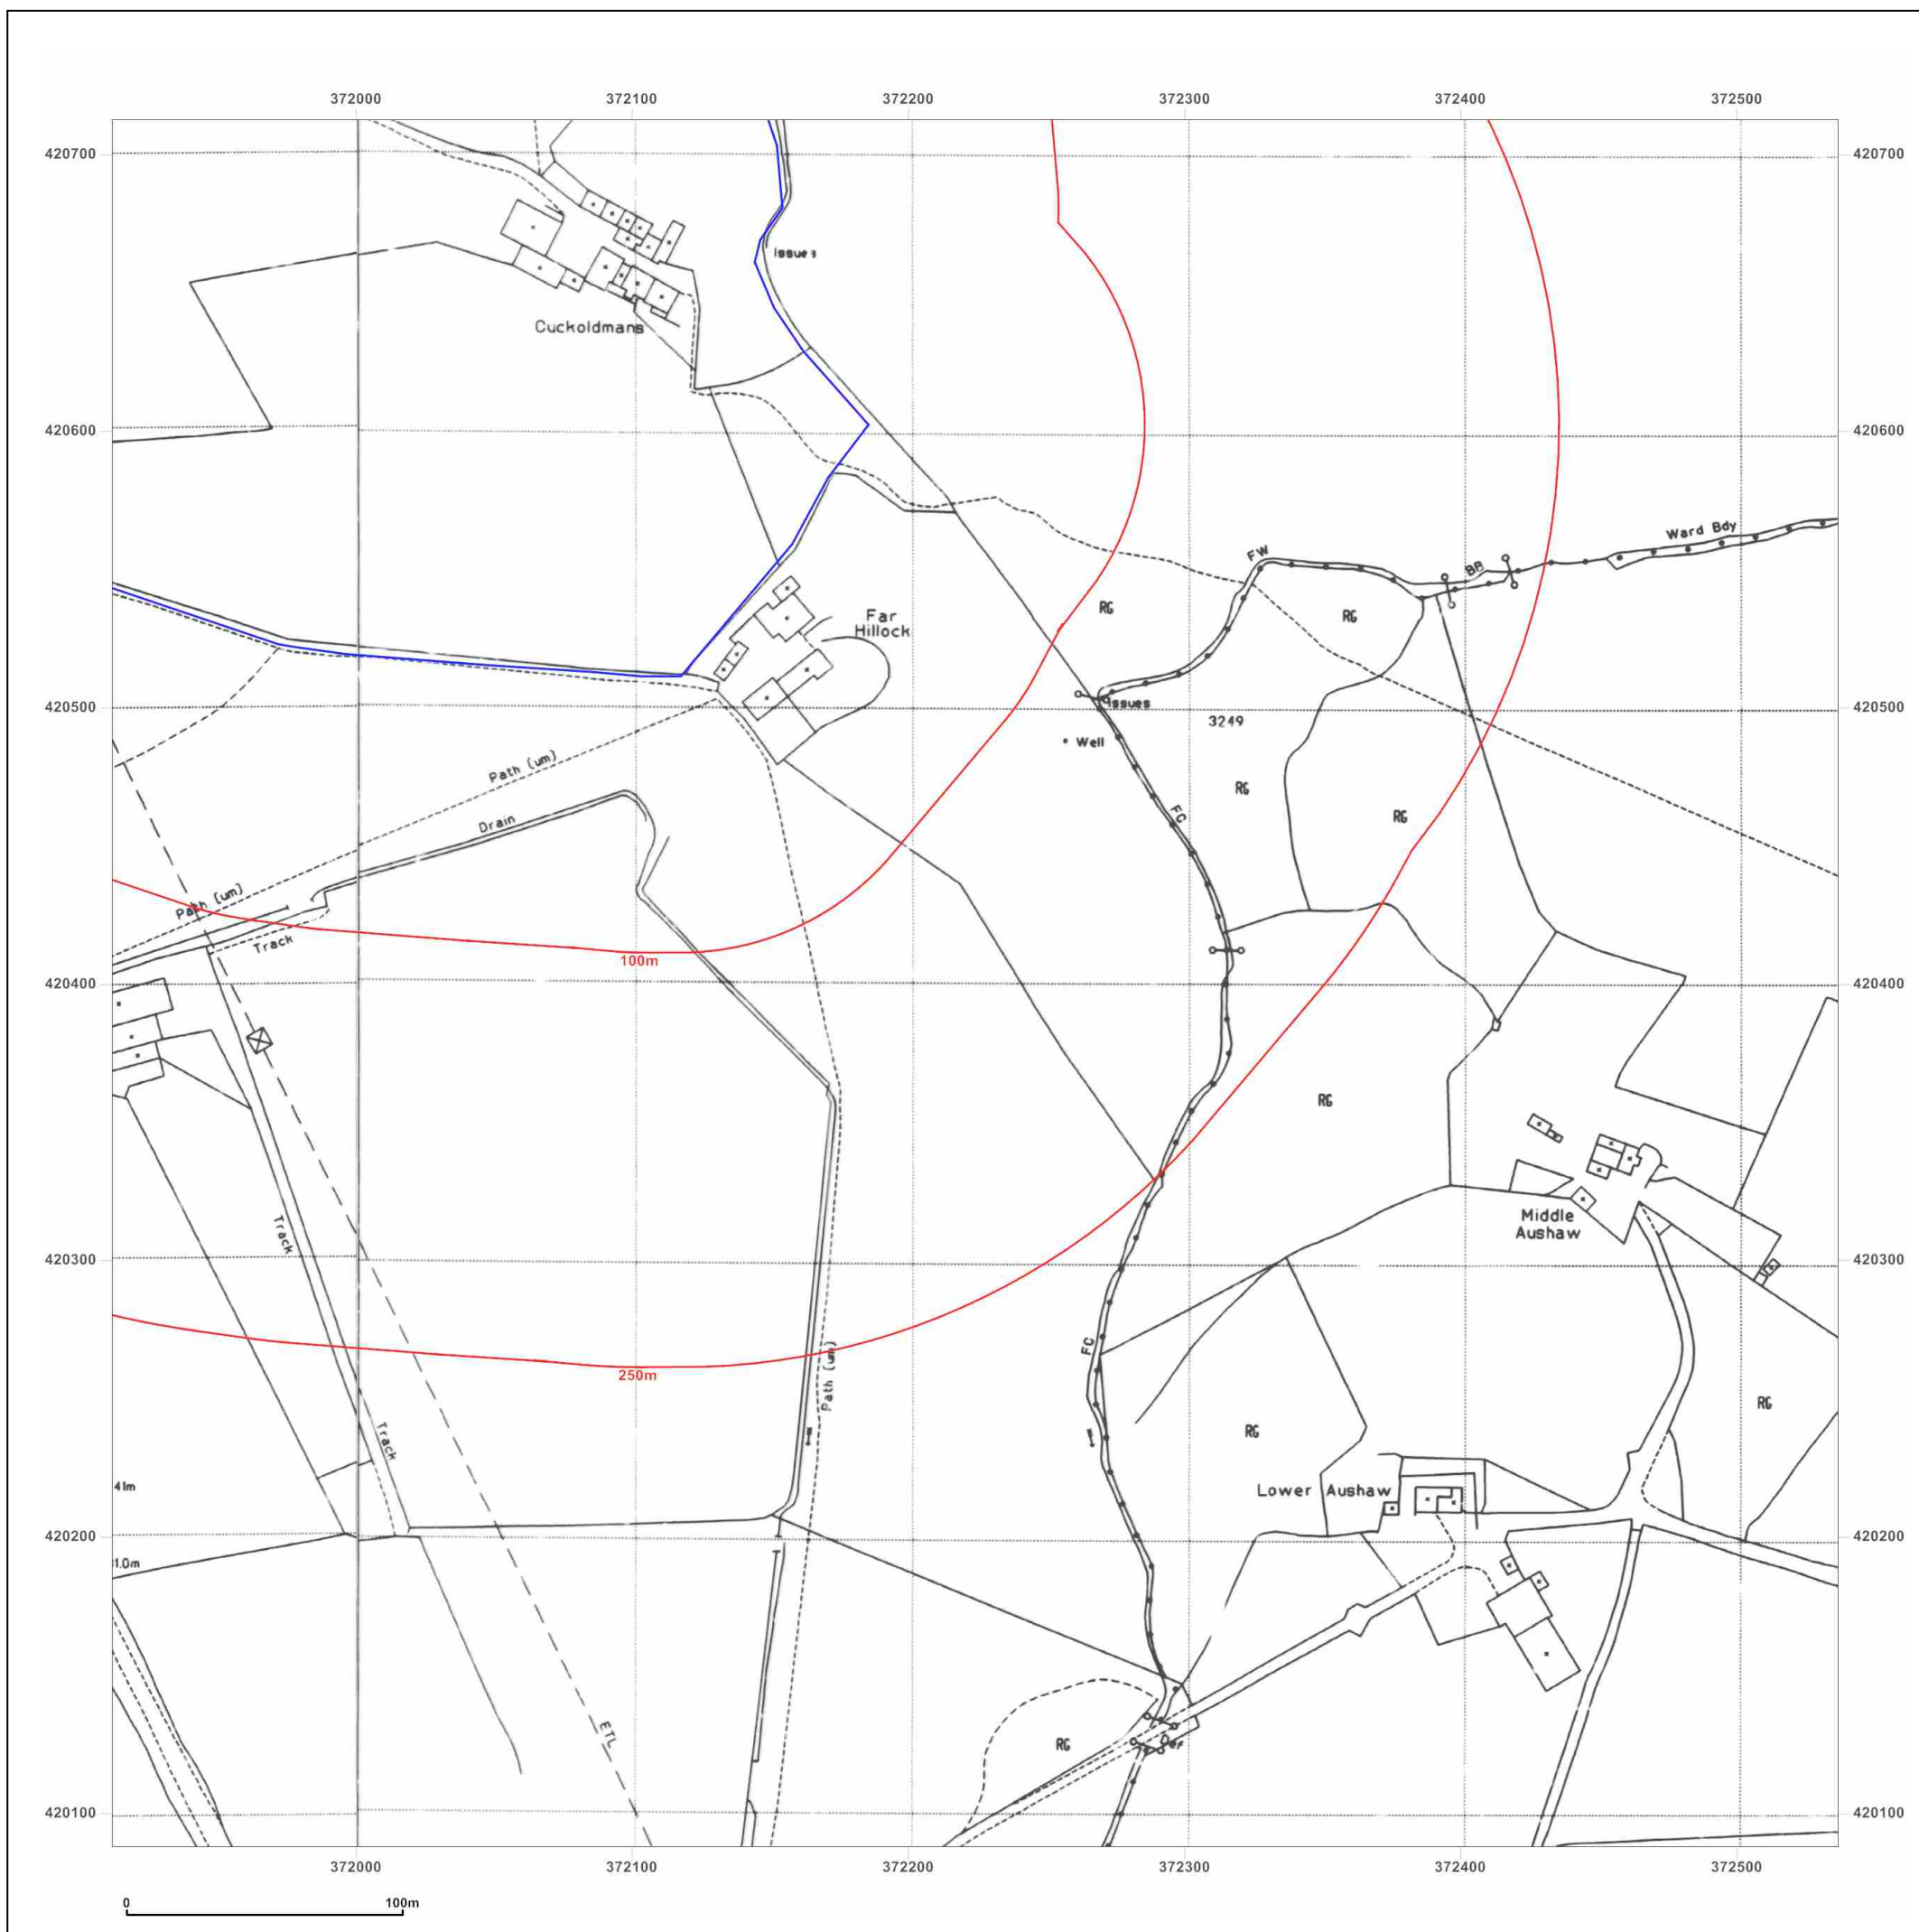 372000 372100 372200 372300 372400 372500
420700 420700
Issues
Cuckoldmans
420600 420600
Ward Bdy
FW
BB
RG
RG
Far
Hillock
420500 420500
Issues
3249
Well
Path (um)
RG
FC
RG
Drain
Path (um)
Track
100m
420400 420400
RG
Middle
Aushaw
Track
420300 420300
FC
Path (um)
250m
RG
RG
Track
41m
Lower Aushaw
420200 420200
1.0m
ETL
RG
Def
420100 420100
372000 372100 372200 372300 372400 372500
0 100m